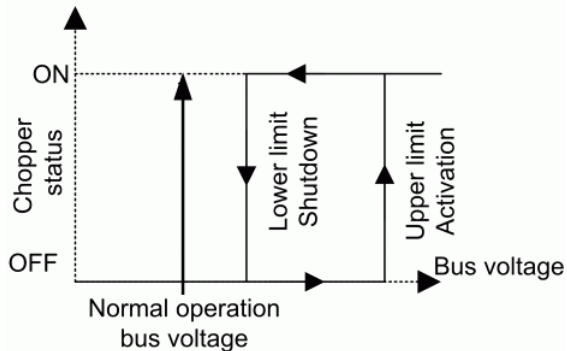 ON
Chopper
status
OFF
Lower limit
Shutdown
Upper limit
Activation
Bus voltage
Normal operation
bus voltage